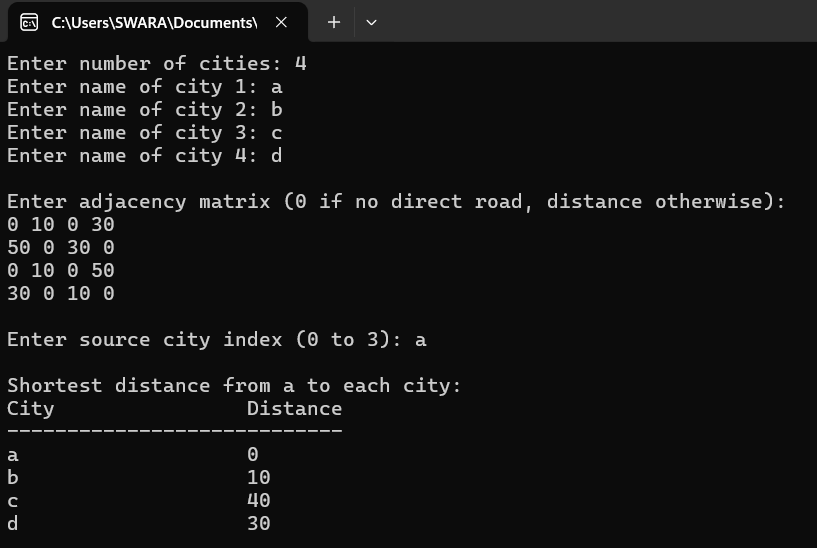 C:\Users\SWARA\Documents\
Enter number of cities: 4
Enter name of city 1: a
Enter name of city 2: b
Enter name of city 3: c
Enter name of city 4: d
Enter adjacency matrix (0 if no direct road, distance otherwise):
0 10 0 30
50 0 30 0
0 10 0 50
30 0 10 0
Enter source city index (0 to 3): a
Shortest distance from a to each city:
City Distance
----------------------------
a 0
b 10
c 40
d 30